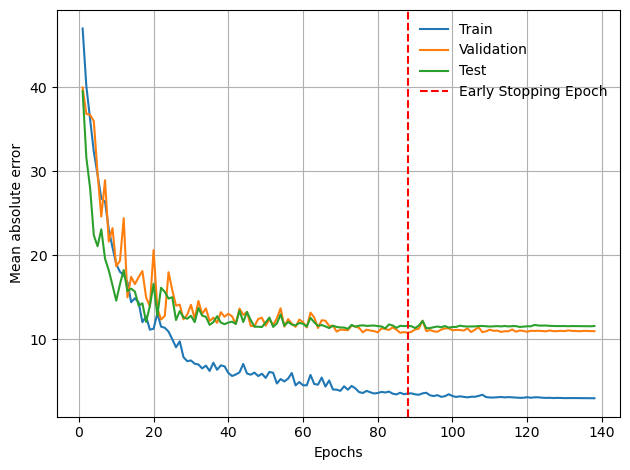 Train
Validation
Test
Early Stopping Epoch
40
30
20
10
Mean absolute error
0 20 40 60 80 100 120 140
Epochs